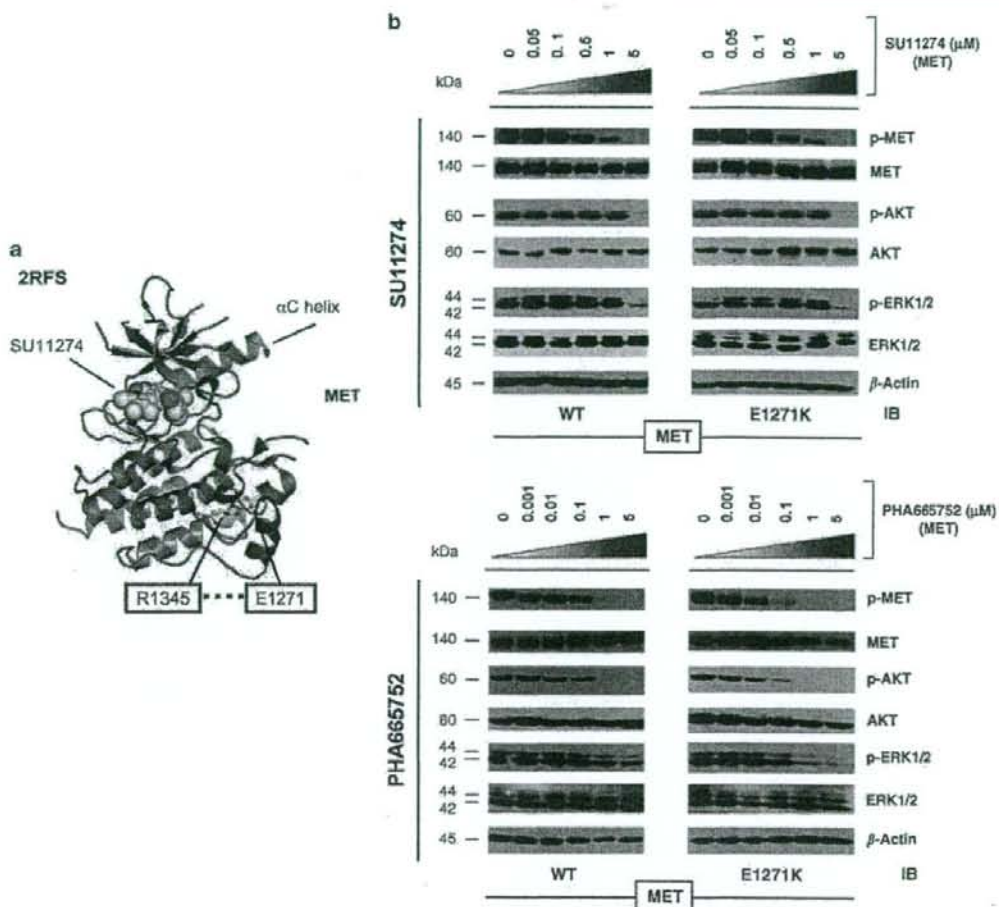 a
2RFS
SU11274
αC helix
MET
R1345
E1271
b
0 0.05 0.1 0.5 1 5
0 0.05 0.1 0.5 1 5
SU11274 (μM)
(MET)
kDa
SU11274
140
p-MET
140
MET
60
p-AKT
60
AKT
44
42
p-ERK1/2
44
42
ERK1/2
45
β-Actin
WT
E1271K
IB
MET
0 0.001 0.01 0.1 1 5
0 0.001 0.01 0.1 1 5
PHA665752 (μM)
(MET)
kDa
PHA665752
140
p-MET
140
MET
60
p-AKT
60
AKT
44
42
p-ERK1/2
44
42
ERK1/2
45
β-Actin
WT
E1271K
IB
MET